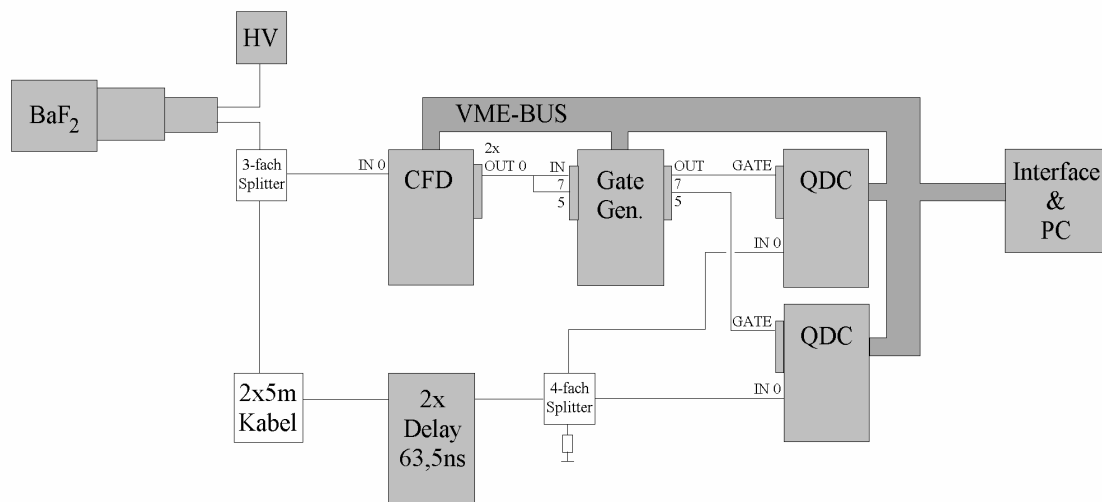 HV
BaF2
VME-BUS
3-fach
Splitter
IN 0
CFD
2x
OUT 0
IN
7
5
Gate
Gen.
OUT
7
5
GATE
QDC
IN 0
Interface
&
PC
GATE
QDC
IN 0
2x5m
Kabel
2x
Delay
63,5ns
4-fach
Splitter